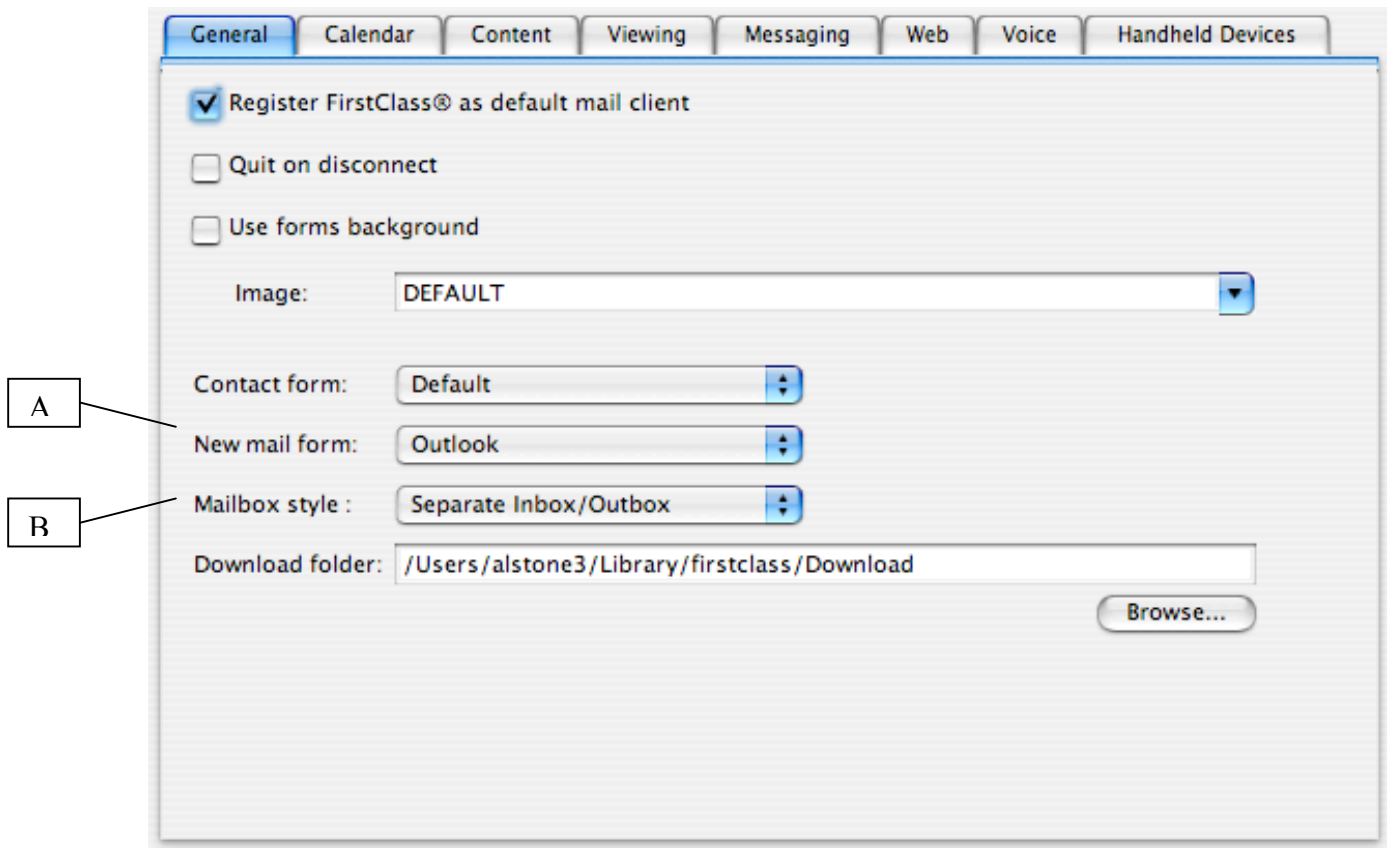 General Calendar Content Viewing Messaging Web Voice Handheld Devices
Register FirstClass® as default mail client
Quit on disconnect
Use forms background
Image: DEFAULT
Contact form: Default
A
New mail form: Outlook
Mailbox style : Separate Inbox/Outbox
B
Download folder: /Users/alstone3/Library/firstclass/Download
Browse...